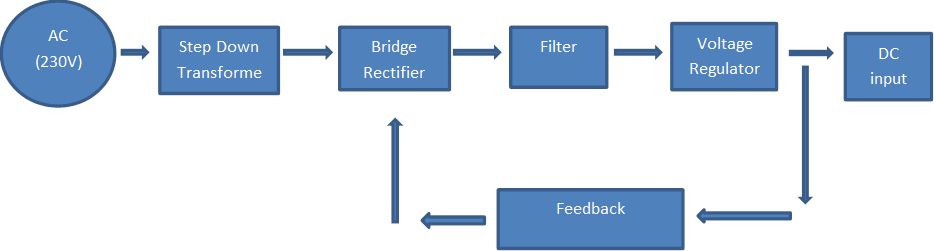 AC
(230V)
Step Down
Transforme
Bridge
Rectifier
Filter
Voltage
Regulator
DC
input
Feedback